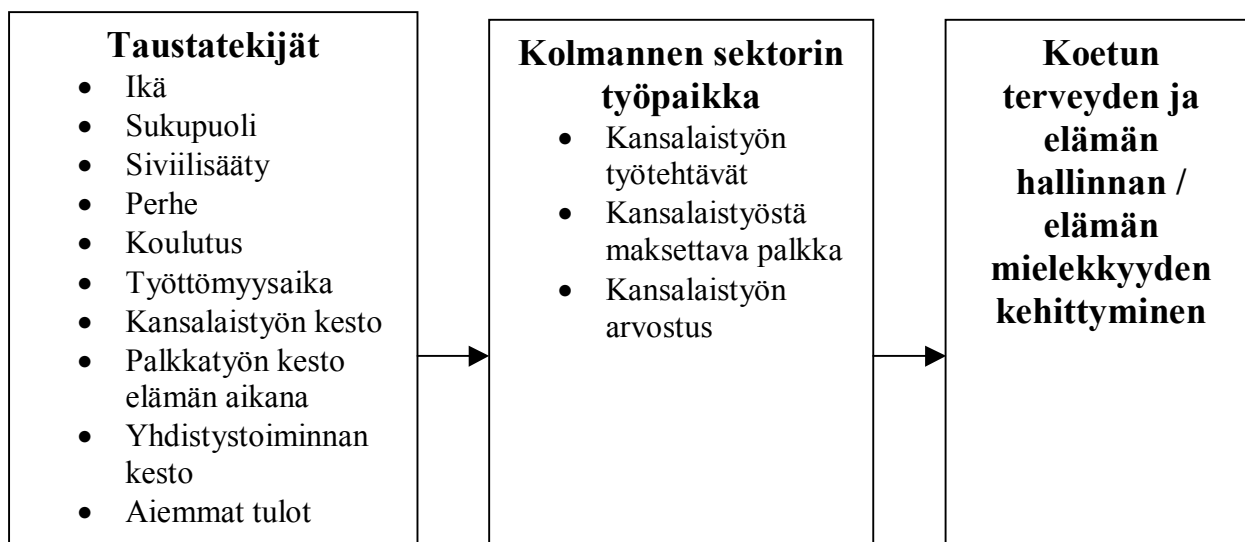 Taustatekijät
• Ikä
• Sukupuoli
• Siviilisääty
• Perhe
• Koulutus
• Työttömyysaika
• Kansalaistyön kesto
• Palkkatyön kesto
elämän aikana
• Yhdistystoiminnan
kesto
• Aiemmat tulot
Kolmannen sektorin
työpaikka
• Kansalaistyön
työtehtävät
• Kansalaistyöstä
maksettava palkka
• Kansalaistyön
arvostus
Koetun
terveyden ja
elämän
hallinnan /
elämän
mielekkyyden
kehittyminen